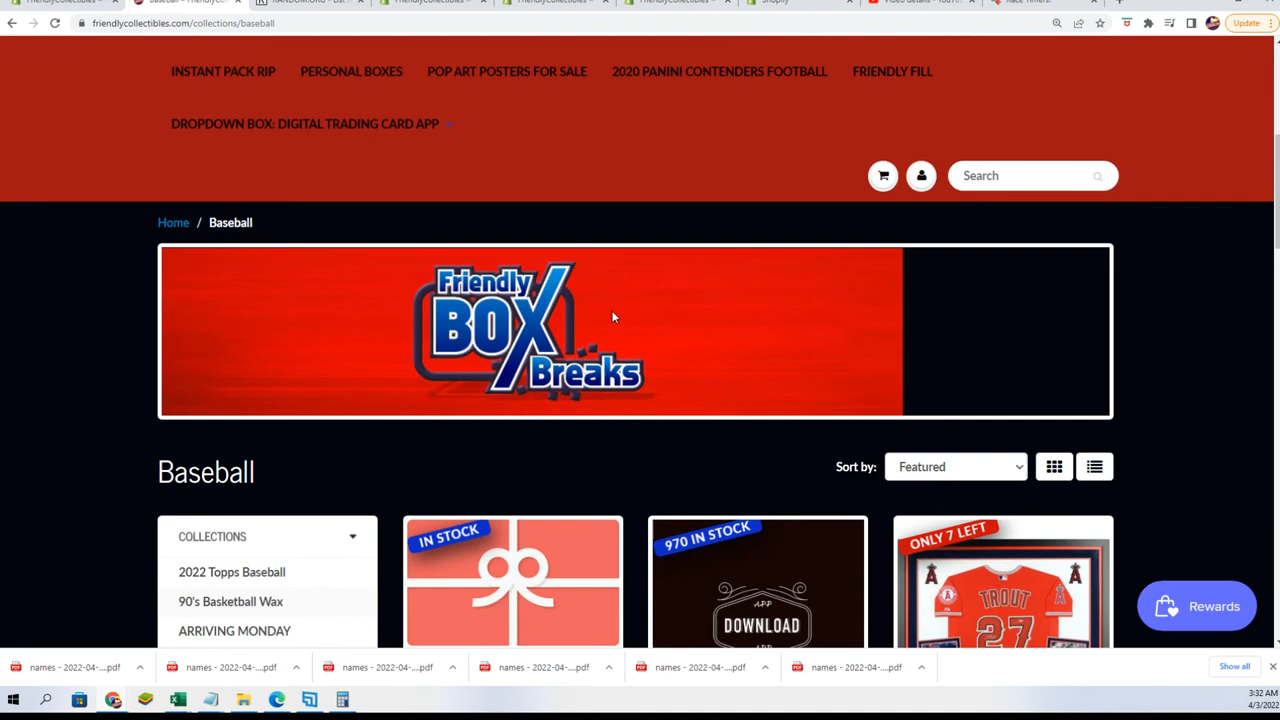 friendlycollectibles.com/collections/baseball
Update
INSTANT PACK RIP PERSONAL BOXES POP ART POSTERS FOR SALE 2020 PANINI CONTENDERS FOOTBALL FRIENDLY FILL
DROPDOWN BOX: DIGITAL TRADING CARD APP
Search
Home / Baseball
Friendly
BOX
Breaks
Baseball
Sort by: Featured
COLLECTIONS
2022 Topps Baseball
90's Basketball Wax
ARRIVING MONDAY
IN STOCK
970 IN STOCK
APP
DOWNLOAD
ONLY 7 LEFT
TROUT
27
Rewards
names - 2022-04-....pdf names - 2022-04-....pdf names - 2022-04-....pdf names - 2022-04-....pdf names - 2022-04-....pdf names - 2022-04-....pdf Show all
3:32 AM
4/3/2022